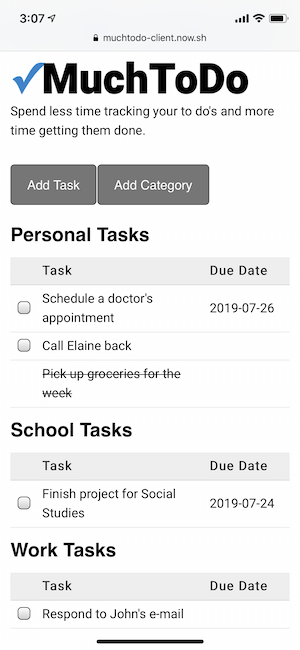 3:07
muchtodo-client.now.sh
MuchToDo
Spend less time tracking your to do's and more
time getting them done.
Add Task Add Category
Personal Tasks
Task Due Date
Schedule a doctor's
appointment 2019-07-26
Call Elaine back
Pick up groceries for the
week
School Tasks
Task Due Date
Finish project for Social
Studies 2019-07-24
Work Tasks
Task Due Date
Respond to John's e-mail